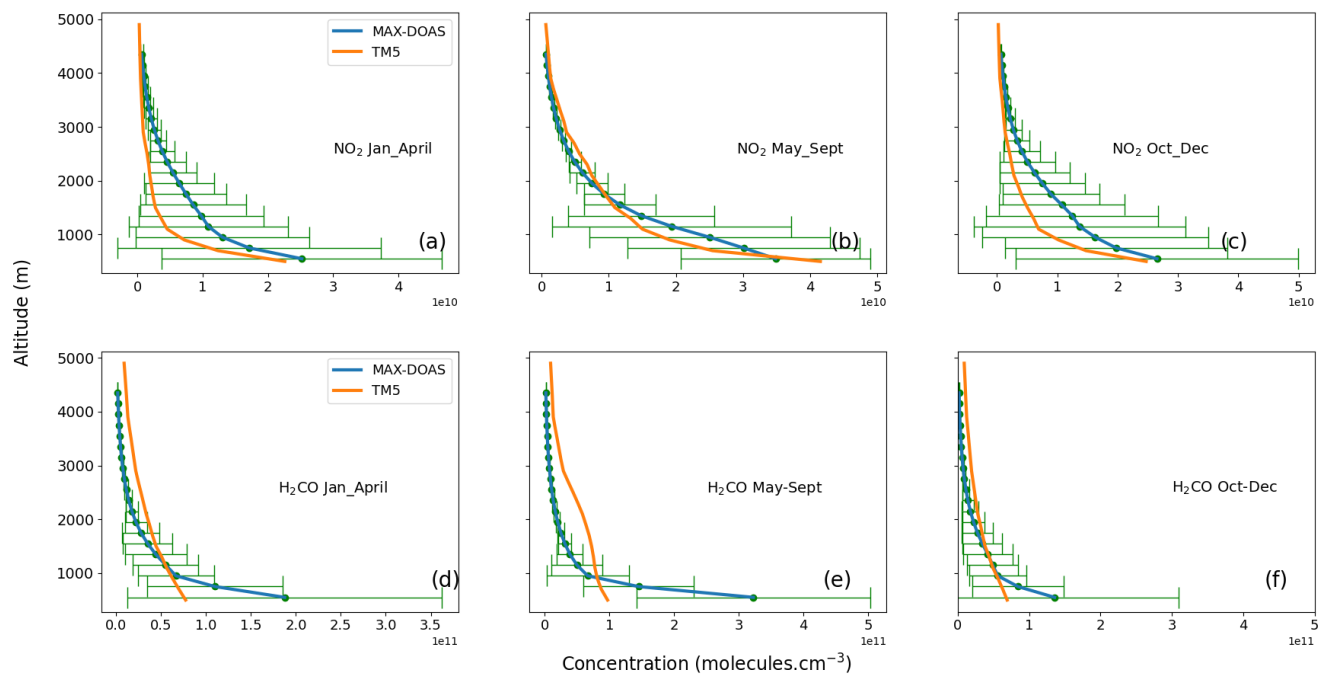 5000
4000
3000
2000
1000
MAX-DOAS
TM5
NO₂ Jan_April
(a)
0 1 2 3 4
1e10
NO₂ May_Sept
(b)
0 2 4 6 8 10
1e10
NO₂ Oct_Dec
(c)
0 1 2 3 4 5
1e10
Altitude (m)
5000
4000
3000
2000
1000
MAX-DOAS
TM5
H₂CO Jan_April
(d)
0.0 0.5 1.0 1.5 2.0 2.5 3.0 3.5
1e11
H₂CO May-Sept
(e)
0 1 2 3 4 5
1e11
H₂CO Oct-Dec
(f)
0 1 2 3 4 5
1e11
Concentration (molecules.cm⁻³)